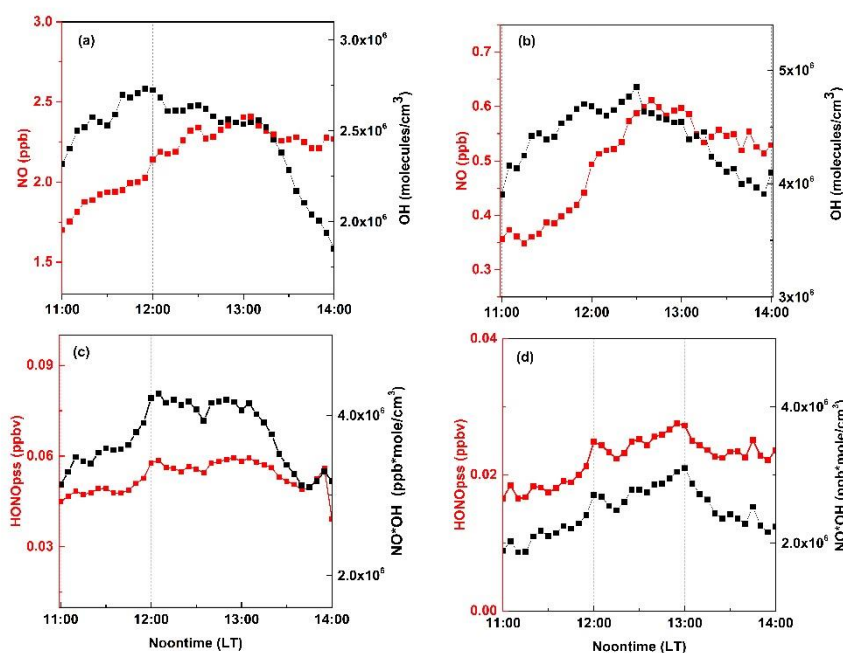 (a)
3.0
2.5
2.0
1.5
NO (ppb)
3.0x10⁶
2.5x10⁶
2.0x10⁶
OH (molecules/cm³)
11:00 12:00 13:00 14:00
(b)
0.7
0.6
0.5
0.4
0.3
NO (ppb)
5x10⁶
4x10⁶
3x10⁶
OH (molecules/cm³)
11:00 12:00 13:00 14:00
(c)
0.09
0.06
0.03
HONOpss (ppbv)
4.0x10⁶
2.0x10⁶
NO*OH (ppb*mole/cm³)
11:00 12:00 13:00 14:00
Noontime (LT)
(d)
0.04
0.02
0.00
HONOpss (ppbv)
4.0x10⁶
2.0x10⁶
NO*OH (ppb*mole/cm³)
11:00 12:00 13:00 14:00
Noontime (LT)